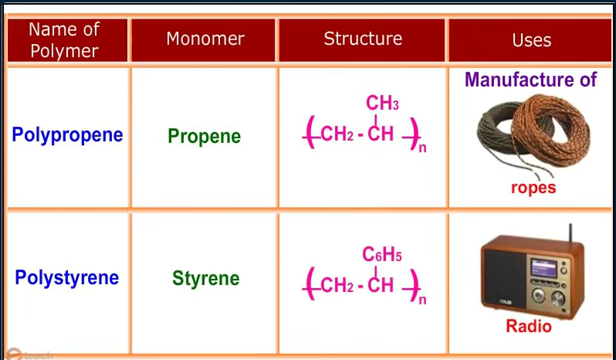 Name of
Polymer
Monomer
Structure
Uses
Polypropene
Propene
CH3
(CH2 - CH)n
Manufacture of
ropes
Polystyrene
Styrene
C6H5
(CH2 - CH)n
ASUS
Radio